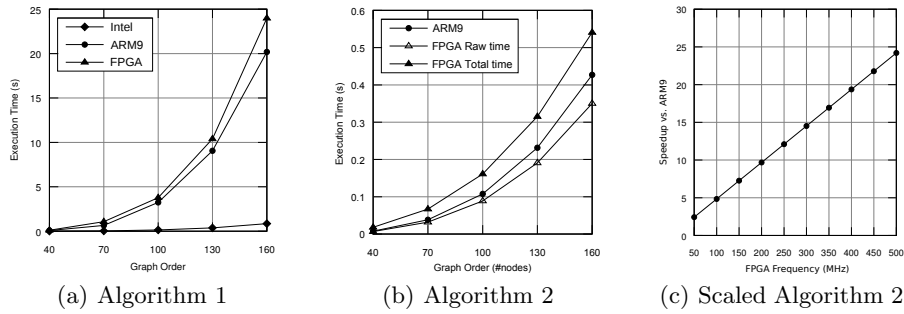 25
20
15
10
5
0
Execution Time (s)
Intel
ARM9
FPGA
40 70 100 130 160
Graph Order
(a) Algorithm 1
0.6
0.5
0.4
0.3
0.2
0.1
0
Execution Time (s)
ARM9
FPGA Raw time
FPGA Total time
40 70 100 130 160
Graph Order (#nodes)
(b) Algorithm 2
30
25
20
15
10
5
0
Speedup vs. ARM9
50 100 150 200 250 300 350 400 450 500
FPGA Frequency (MHz)
(c) Scaled Algorithm 2